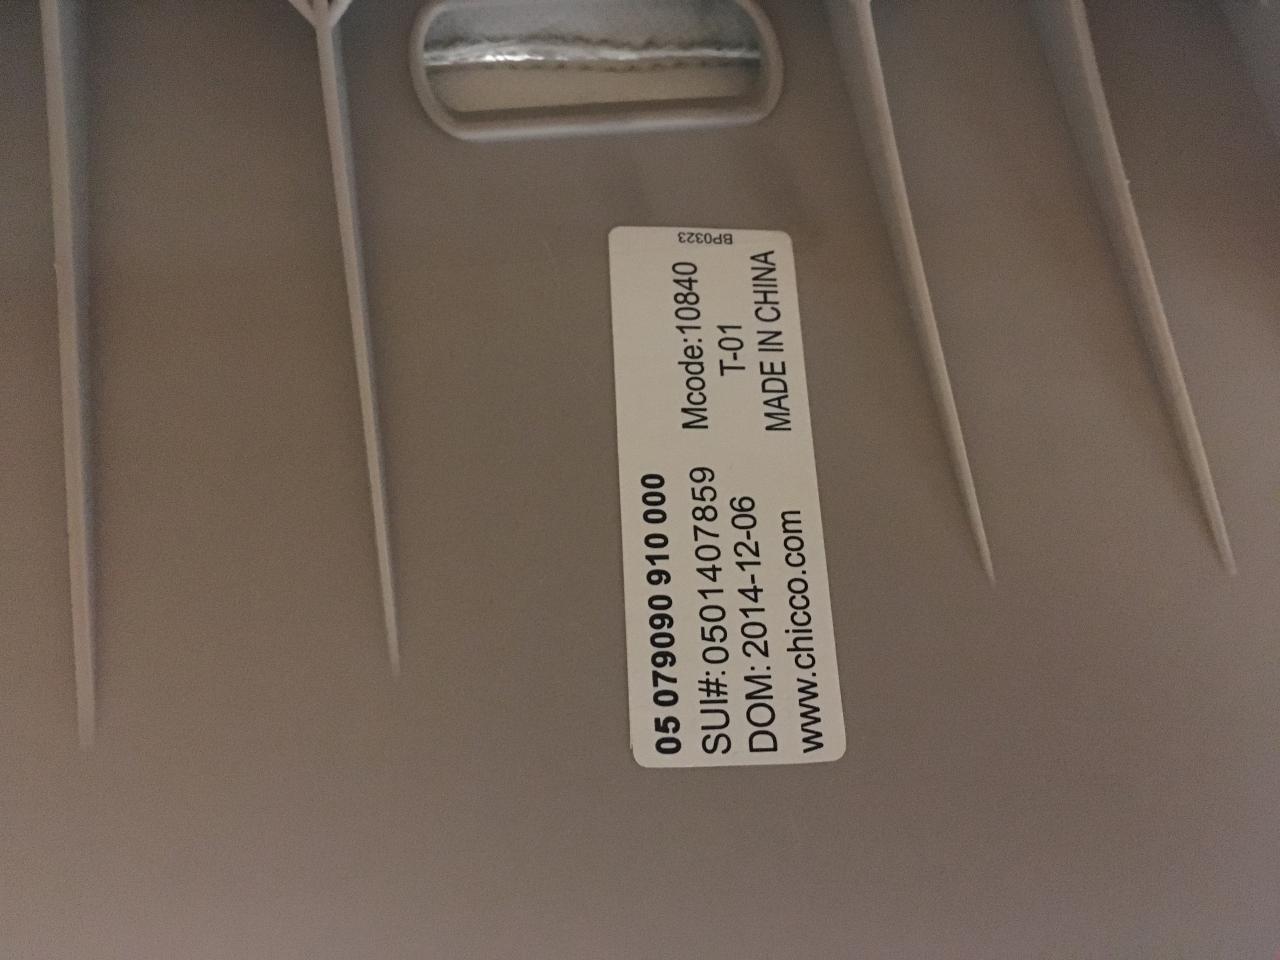 05 079090 910 000
SUI#: 0501407859 Mcode:10840
DOM: 2014-12-06 T-01
www.chicco.com MADE IN CHINA
BP0323